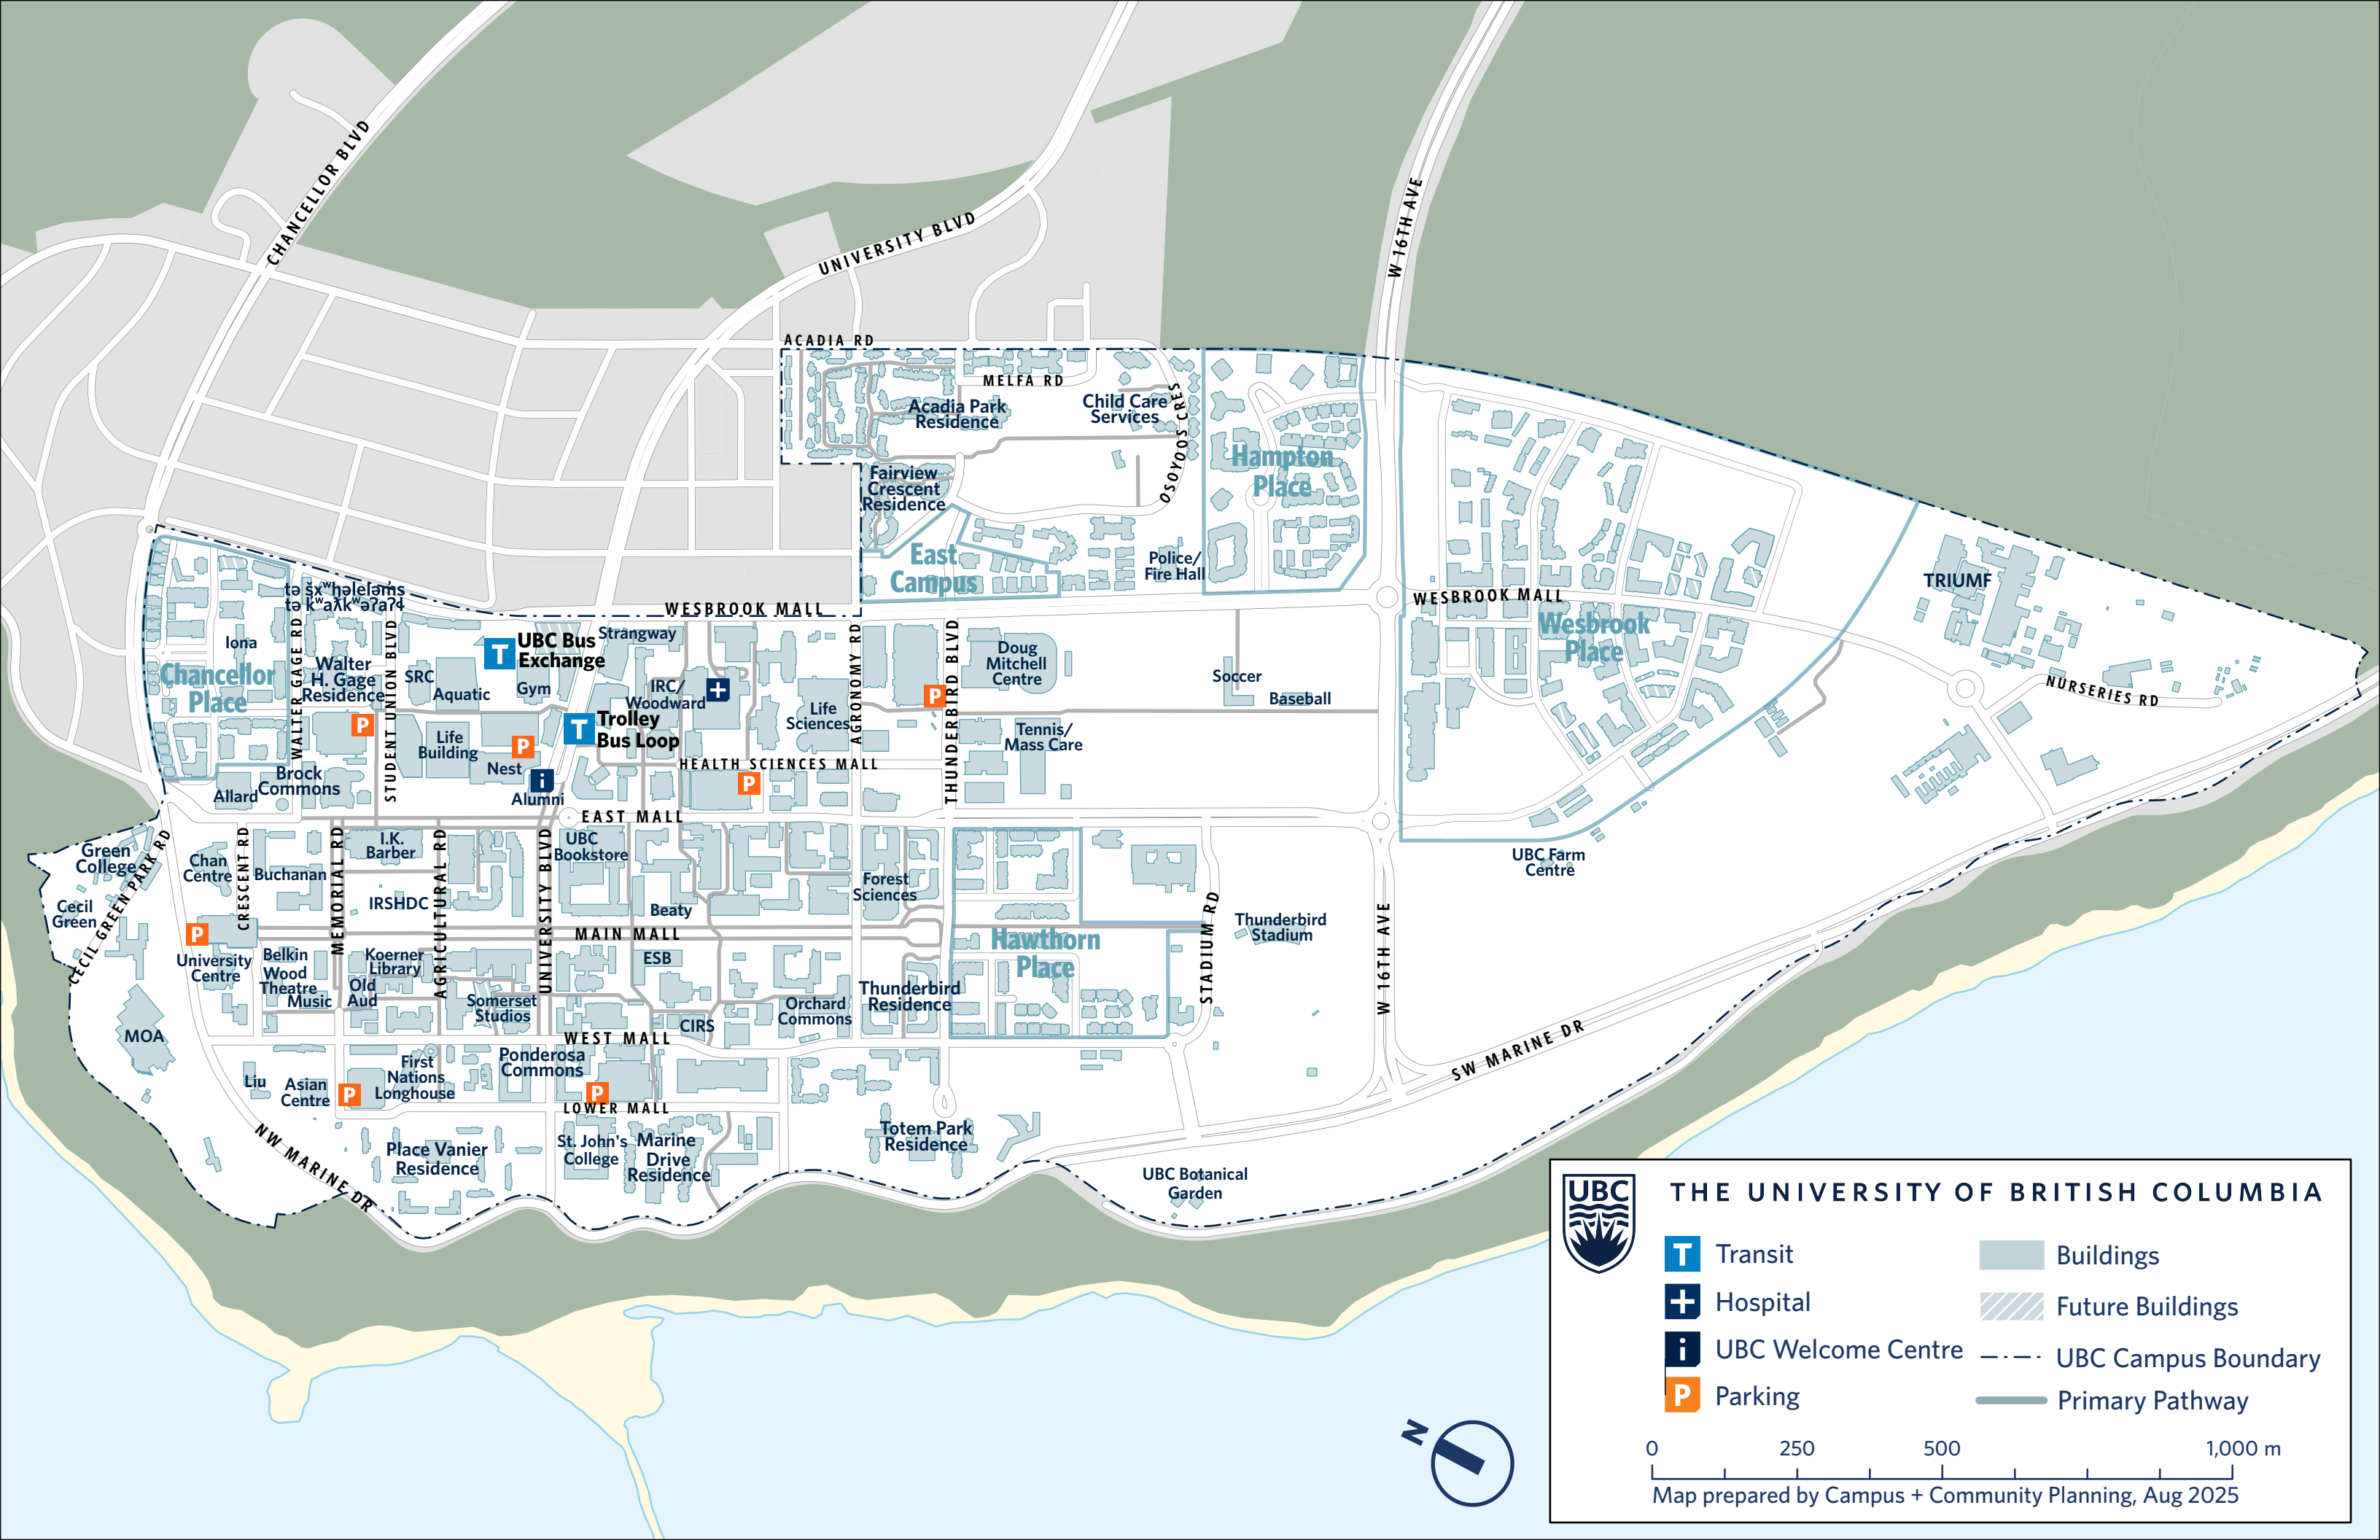 CHANCELLOR BLVD
UNIVERSITY BLVD
W 16TH AVE
ACADIA RD
MELFA RD
Acadia Park
Residence
Child Care
Services
OSOYOOS CRES
Hampton
Place
Fairview
Crescent
Residence
East
Campus
Police/
Fire Hall
WESBROOK MALL
WESBROOK MALL
Wesbrook
Place
TRIUMF
NURSERIES RD
tə šxʷhəleləm̓s
tə k̓ʷaƛ̓kʷəʔaʔɬ
Iona
Chancellor
Place
WALTER GAGE RD
Walter
H. Gage
Residence
STUDENT UNION BLVD
SRC
Aquatic
T
UBC Bus
Exchange
Gym
Strangway
IRC/
Woodward
T
Trolley
Bus Loop
Life
Sciences
AGRONOMY RD
P
THUNDERBIRD BLVD
Doug
Mitchell
Centre
Soccer
Baseball
Tennis/
Mass Care
P
Life
Building
P
Nest
i
Alumni
HEALTH SCIENCES MALL
P
Brock
Commons
Allard
EAST MALL
Green
College
CECIL GREEN PARK RD
Cecil
Green
Chan
Centre
CRESCENT RD
Buchanan
MEMORIAL RD
I.K.
Barber
IRSHDC
AGRICULTURAL RD
UNIVERSITY BLVD
UBC
Bookstore
Beaty
Forest
Sciences
UBC Farm
Centre
Thunderbird
Stadium
STADIUM RD
W 16TH AVE
P
University
Centre
MAIN MALL
Belkin
Wood
Theatre
Music
Koerner
Library
Old
Aud
Somerset
Studios
ESB
CIRS
Orchard
Commons
Thunderbird
Residence
Hawthorn
Place
MOA
WEST MALL
Liu
Asian
Centre
P
First
Nations
Longhouse
Ponderosa
Commons
P
LOWER MALL
SW MARINE DR
NW MARINE DR
Place Vanier
Residence
St. John's
College
Marine
Drive
Residence
Totem Park
Residence
UBC Botanical
Garden
N
UBC
THE UNIVERSITY OF BRITISH COLUMBIA
T Transit
Hospital
i UBC Welcome Centre
P Parking
Buildings
Future Buildings
UBC Campus Boundary
Primary Pathway
0 250 500 1,000 m
Map prepared by Campus + Community Planning, Aug 2025